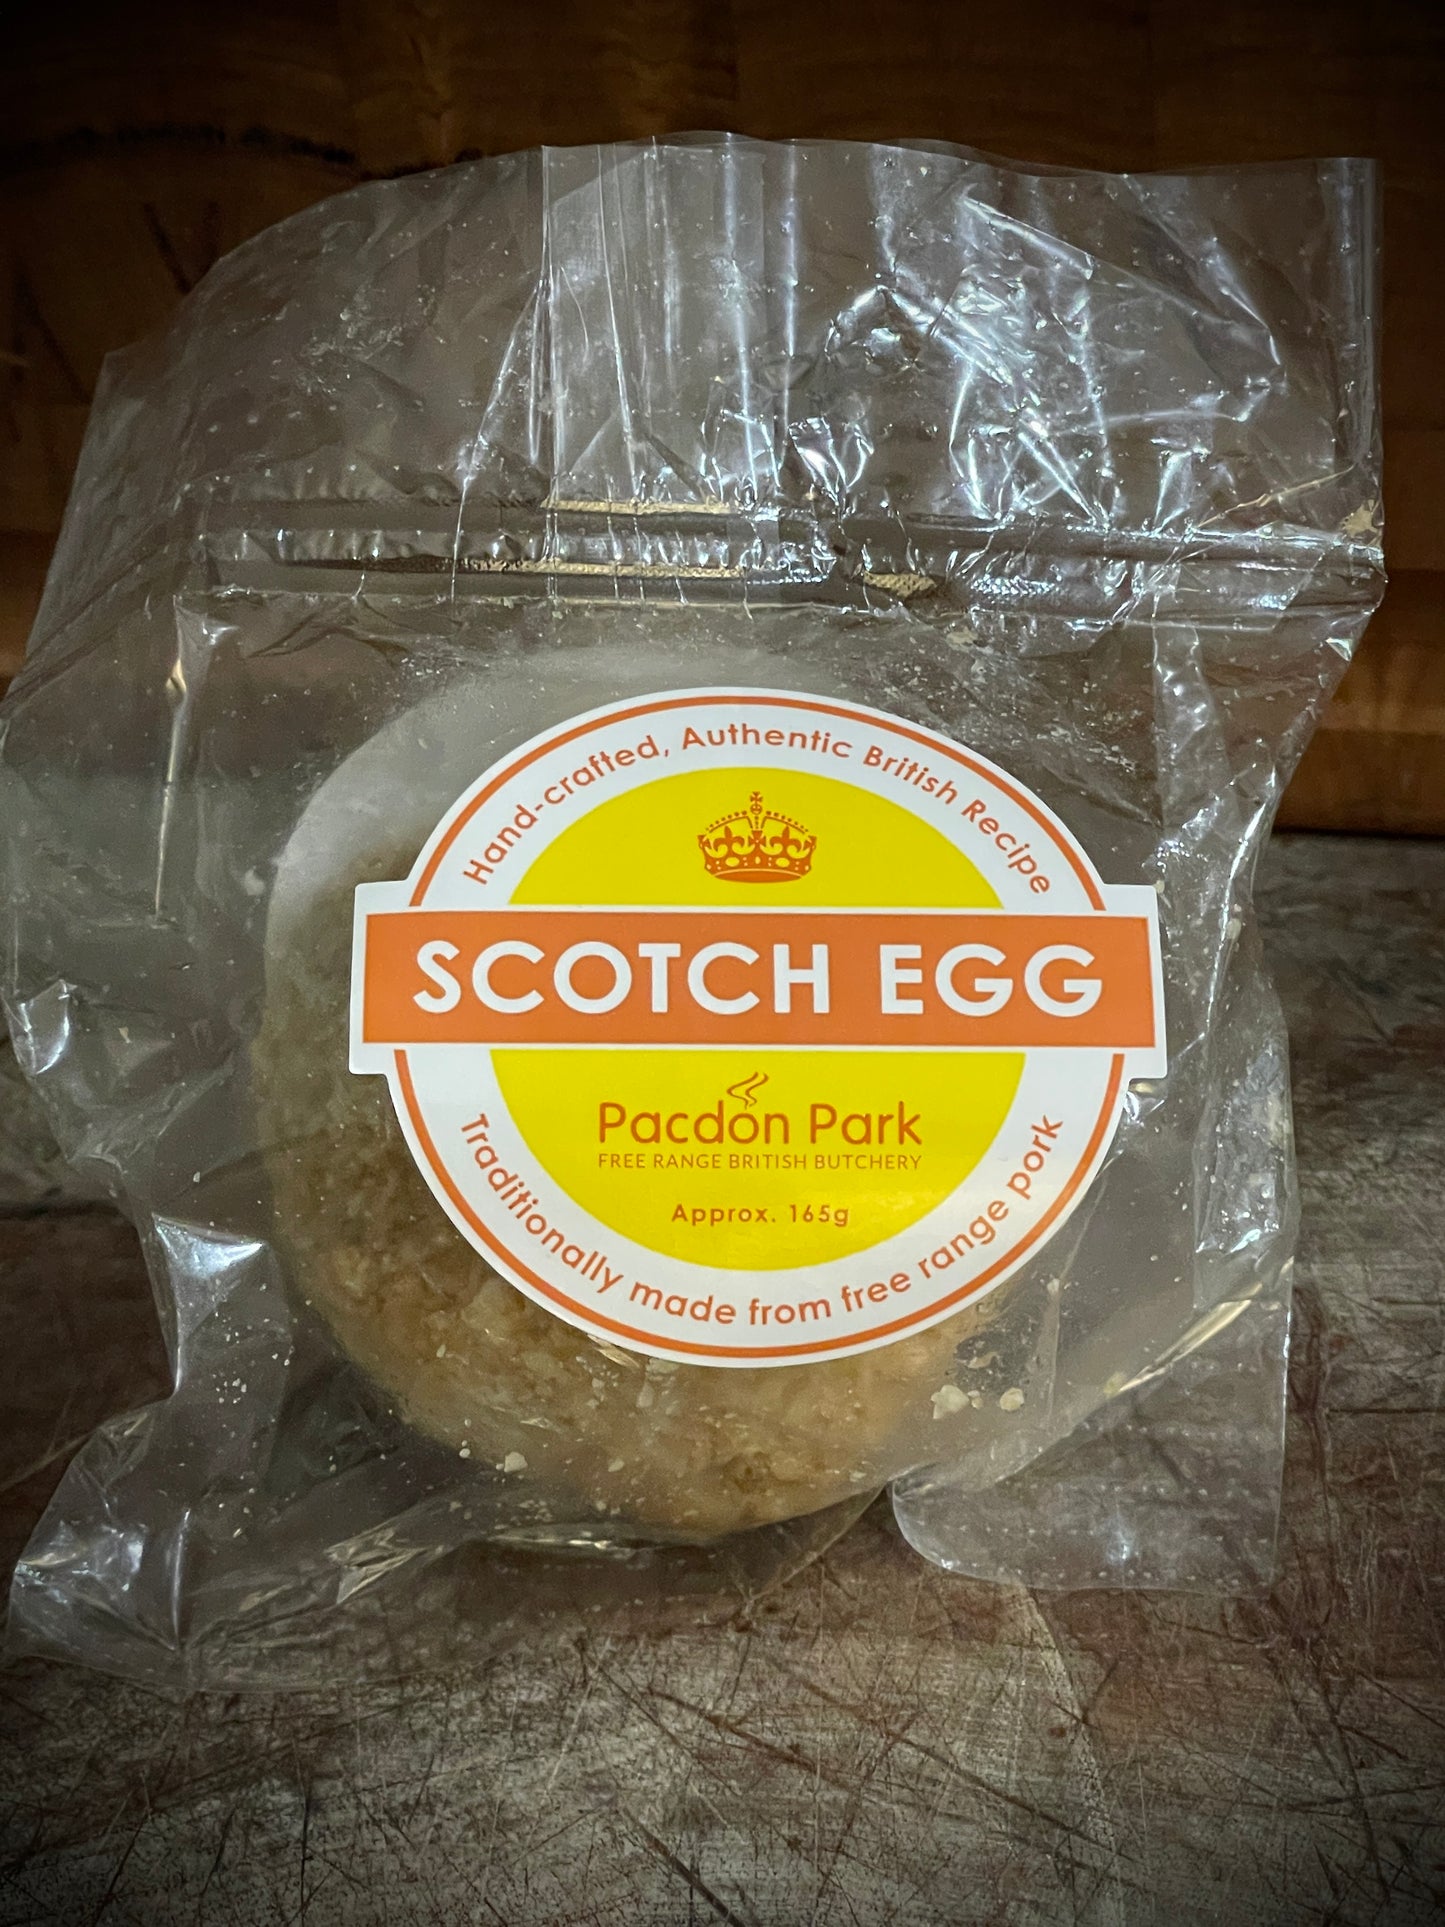 Hand-crafted, Authentic British Recipe
SCOTCH EGG
Pacdon Park
FREE RANGE BRITISH BUTCHERY
Approx. 165g
Traditionally made from free range pork